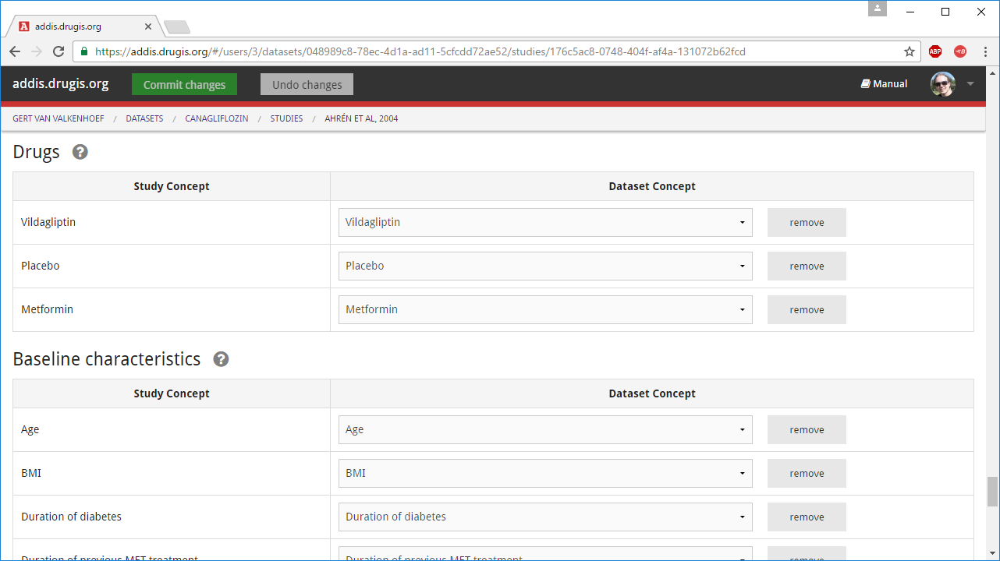 addis.drugis.org
https://addis.drugis.org/#/users/3/datasets/048989c8-78ec-4d1a-ad11-5cfcdd72ae52/studies/176c5ac8-0748-404f-af4a-131072b62fcd
ABP
addis.drugis.org Commit changes Undo changes Manual
GERT VAN VALKENHOEF / DATASETS / CANAGLIFLOZIN / STUDIES / AHRÉN ET AL, 2004
Drugs ?
Study Concept Dataset Concept
Vildagliptin Vildagliptin remove
Placebo Placebo remove
Metformin Metformin remove
Baseline characteristics ?
Study Concept Dataset Concept
Age Age remove
BMI BMI remove
Duration of diabetes Duration of diabetes remove
Duration of previous MET treatment Duration of previous MET treatment remove